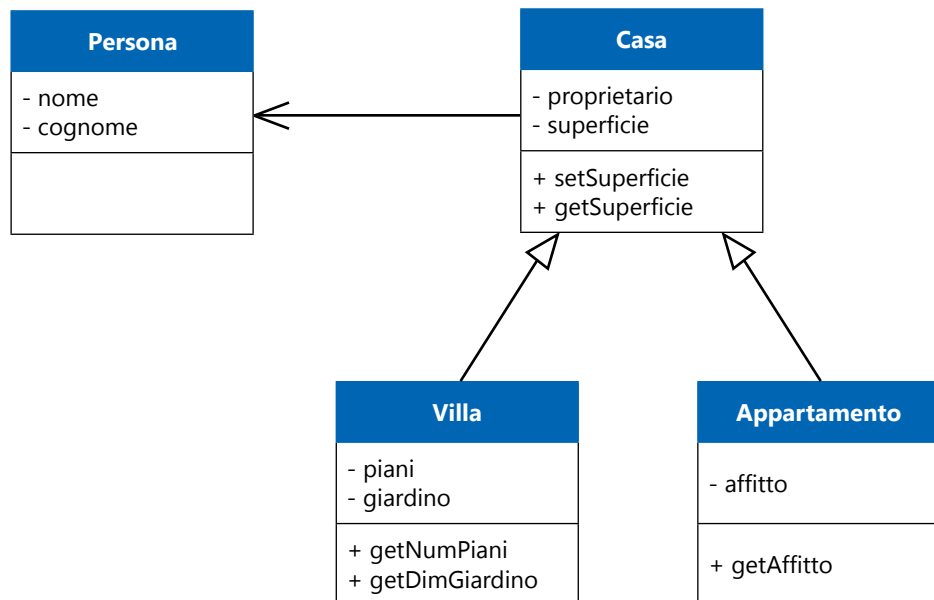 Persona
- nome
- cognome
Casa
- proprietario
- superficie
+ setSuperficie
+ getSuperficie
Villa
- piani
- giardino
+ getNumPiani
+ getDimGiardino
Appartamento
- affitto
+ getAffitto